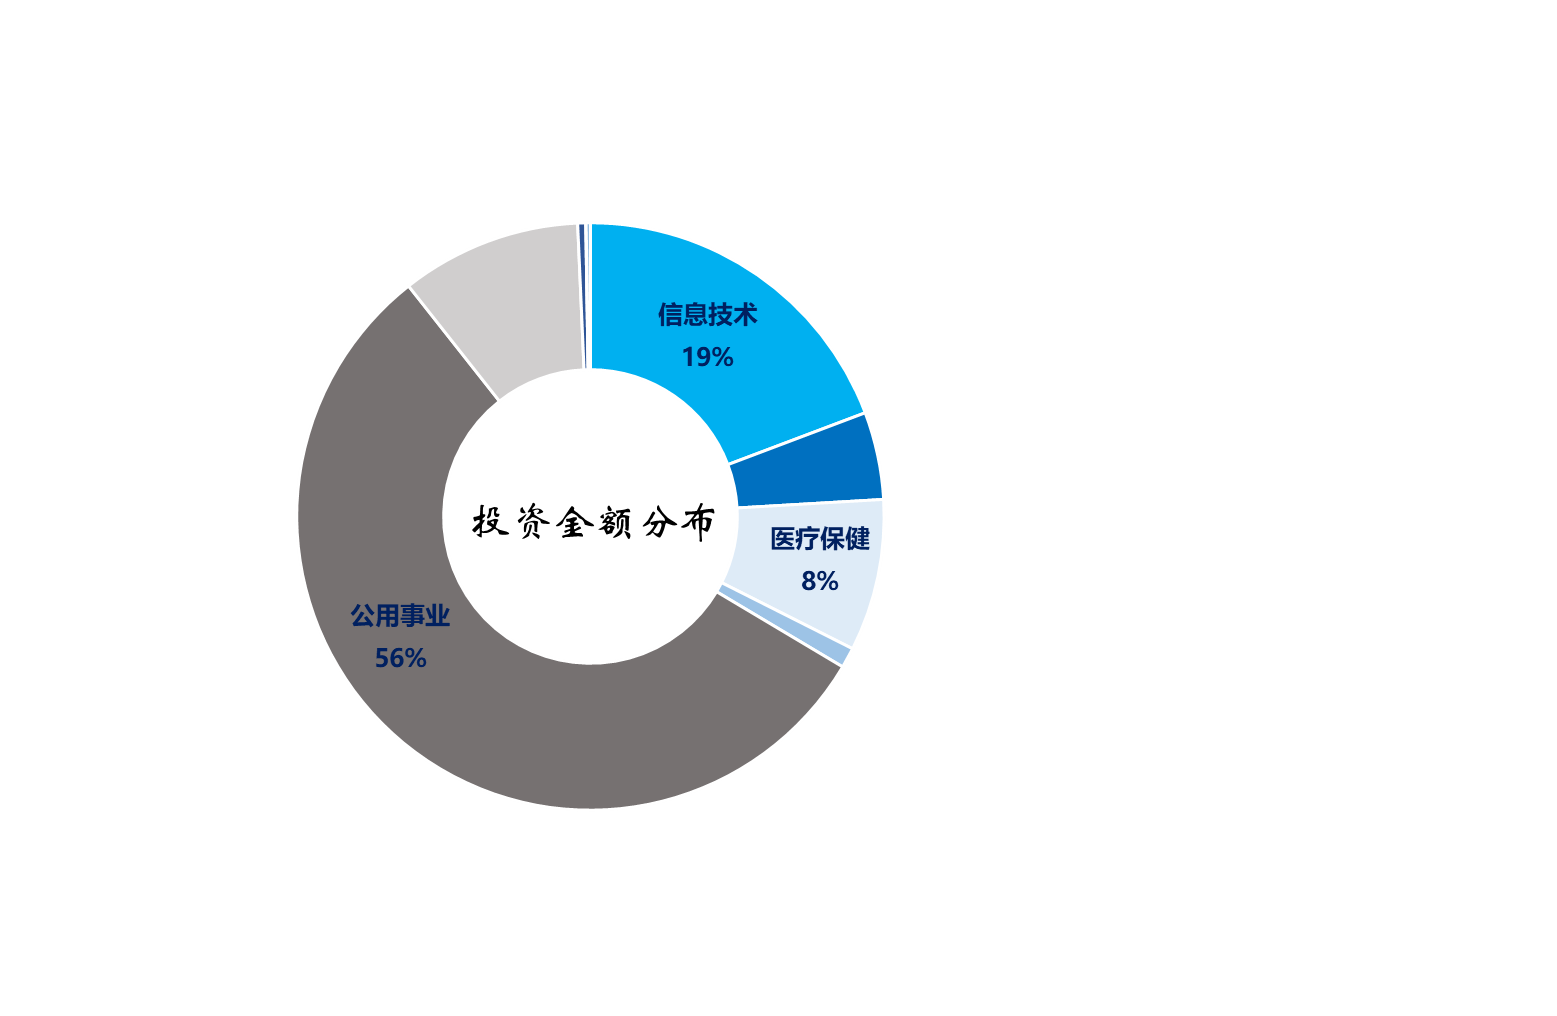 信息技术
19%
医疗保健
8%
投资金额分布
公用事业
56%